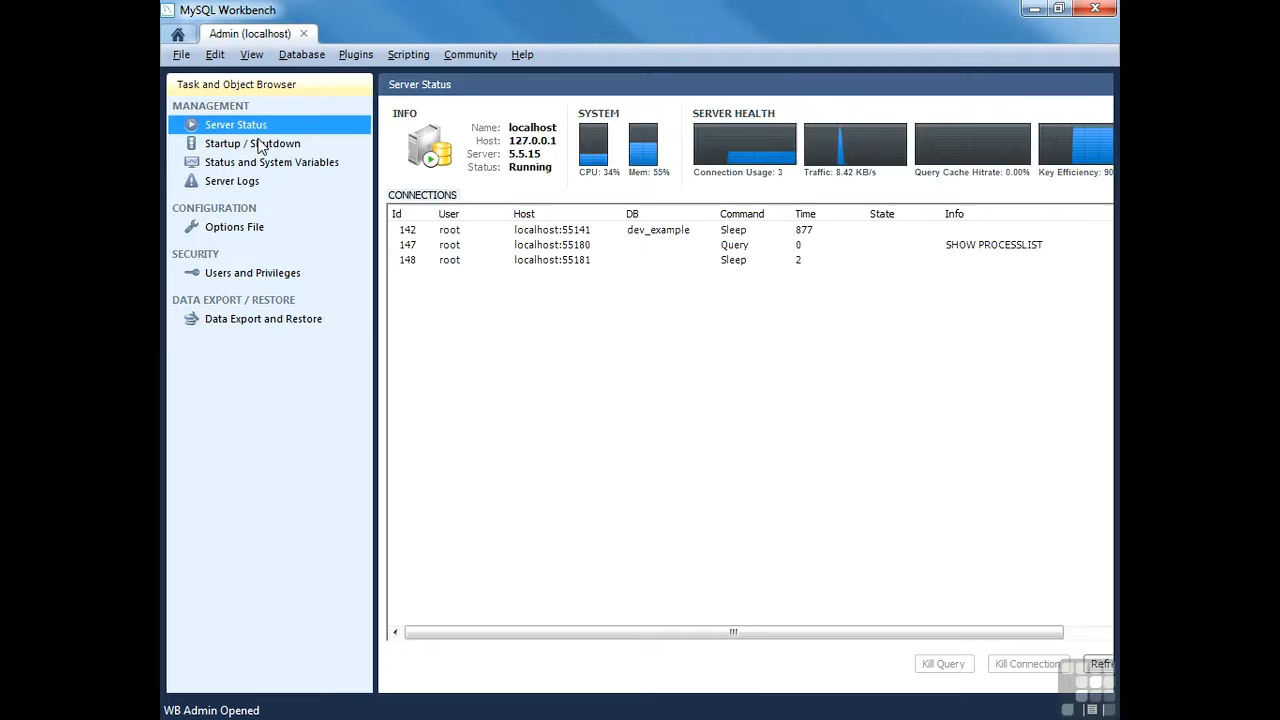 MySQL Workbench
Admin (localhost)
File Edit View Database Plugins Scripting Community Help
Task and Object Browser
MANAGEMENT
Server Status
Startup / Shutdown
Status and System Variables
Server Logs
CONFIGURATION
Options File
SECURITY
Users and Privileges
DATA EXPORT / RESTORE
Data Export and Restore
Server Status
INFO
Name: localhost
Host: 127.0.0.1
Server: 5.5.15
Status: Running
SYSTEM
CPU: 34% Mem: 55%
SERVER HEALTH
Connection Usage: 3 Traffic: 8.42 KB/s Query Cache Hitrate: 0.00% Key Efficiency: 90
CONNECTIONS
Id User Host DB Command Time State Info
142 root localhost:55141 dev_example Sleep 877
147 root localhost:55180 Query 0 SHOW PROCESSLIST
148 root localhost:55181 Sleep 2
Kill Query Kill Connection Refre
WB Admin Opened